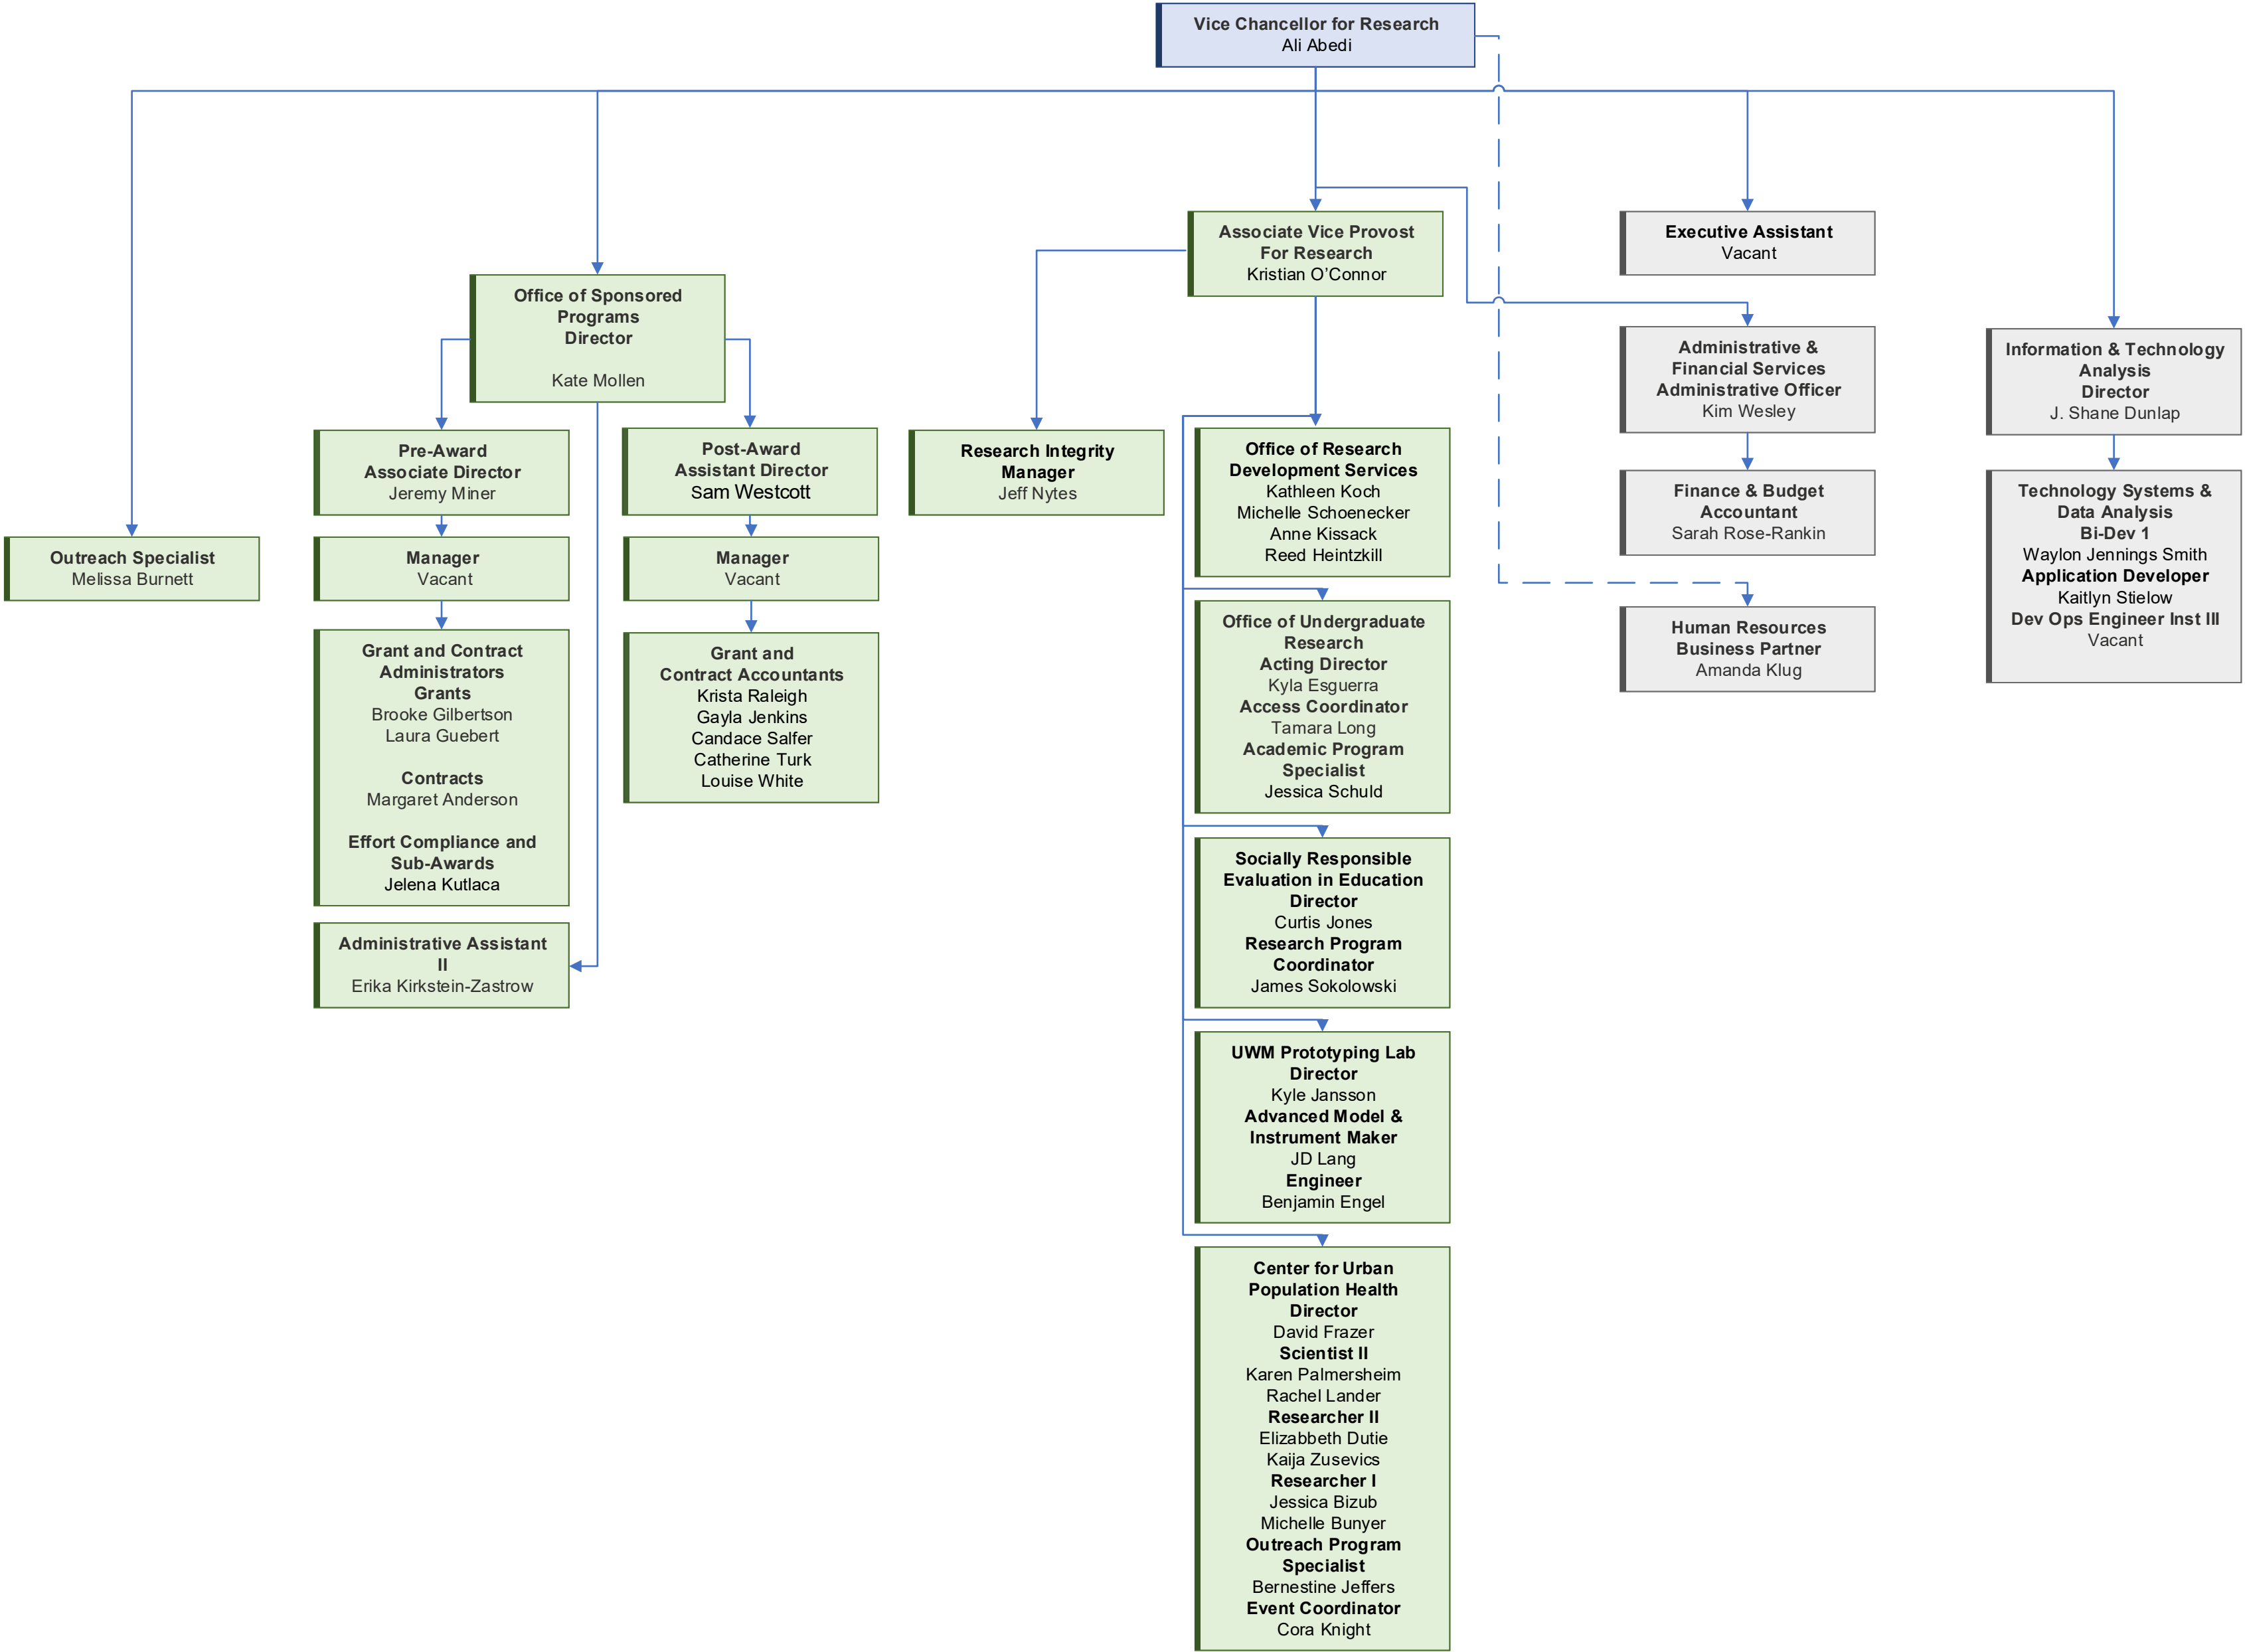 Vice Chancellor for Research
Ali Abedi
Associate Vice Provost
For Research
Kristian O’Connor
Executive Assistant
Vacant
Office of Sponsored
Programs
Director
Kate Mollen
Administrative &
Financial Services
Administrative Officer
Kim Wesley
Information & Technology
Analysis
Director
J. Shane Dunlap
Pre-Award
Associate Director
Jeremy Miner
Post-Award
Assistant Director
Sam Westcott
Research Integrity
Manager
Jeff Nytes
Office of Research
Development Services
Kathleen Koch
Michelle Schoenecker
Anne Kissack
Reed Heintzkill
Finance & Budget
Accountant
Sarah Rose-Rankin
Technology Systems &
Data Analysis
Bi-Dev 1
Waylon Jennings Smith
Application Developer
Kaitlyn Stielow
Dev Ops Engineer Inst III
Vacant
Outreach Specialist
Melissa Burnett
Manager
Vacant
Manager
Vacant
Office of Undergraduate
Research
Acting Director
Kyla Esguerra
Access Coordinator
Tamara Long
Academic Program
Specialist
Jessica Schuld
Human Resources
Business Partner
Amanda Klug
Grant and Contract
Administrators
Grants
Brooke Gilbertson
Laura Guebert
Contracts
Margaret Anderson
Effort Compliance and
Sub-Awards
Jelena Kutlaca
Grant and
Contract Accountants
Krista Raleigh
Gayla Jenkins
Candace Salfer
Catherine Turk
Louise White
Socially Responsible
Evaluation in Education
Director
Curtis Jones
Research Program
Coordinator
James Sokolowski
Administrative Assistant
II
Erika Kirkstein-Zastrow
UWM Prototyping Lab
Director
Kyle Jansson
Advanced Model &
Instrument Maker
JD Lang
Engineer
Benjamin Engel
Center for Urban
Population Health
Director
David Frazer
Scientist II
Karen Palmersheim
Rachel Lander
Researcher II
Elizabbeth Dutie
Kaija Zusevics
Researcher I
Jessica Bizub
Michelle Bunyer
Outreach Program
Specialist
Bernestine Jeffers
Event Coordinator
Cora Knight